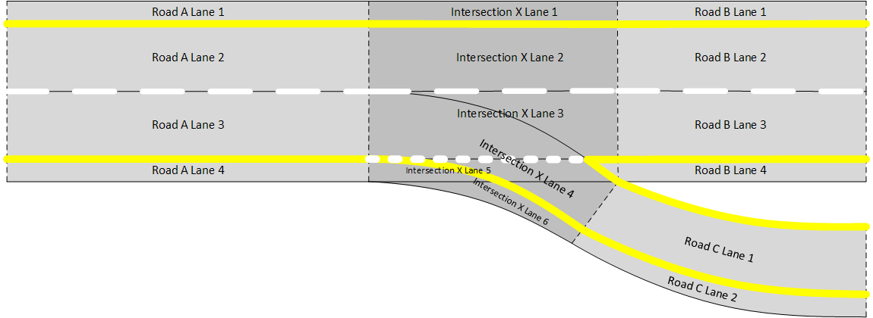 Road A Lane 1
Intersection X Lane 1
Road B Lane 1
Road A Lane 2
Intersection X Lane 2
Road B Lane 2
Road A Lane 3
Intersection X Lane 3
Road B Lane 3
Road A Lane 4
Intersection X Lane 5
Intersection X Lane 4
Road B Lane 4
Intersection X Lane 6
Road C Lane 1
Road C Lane 2